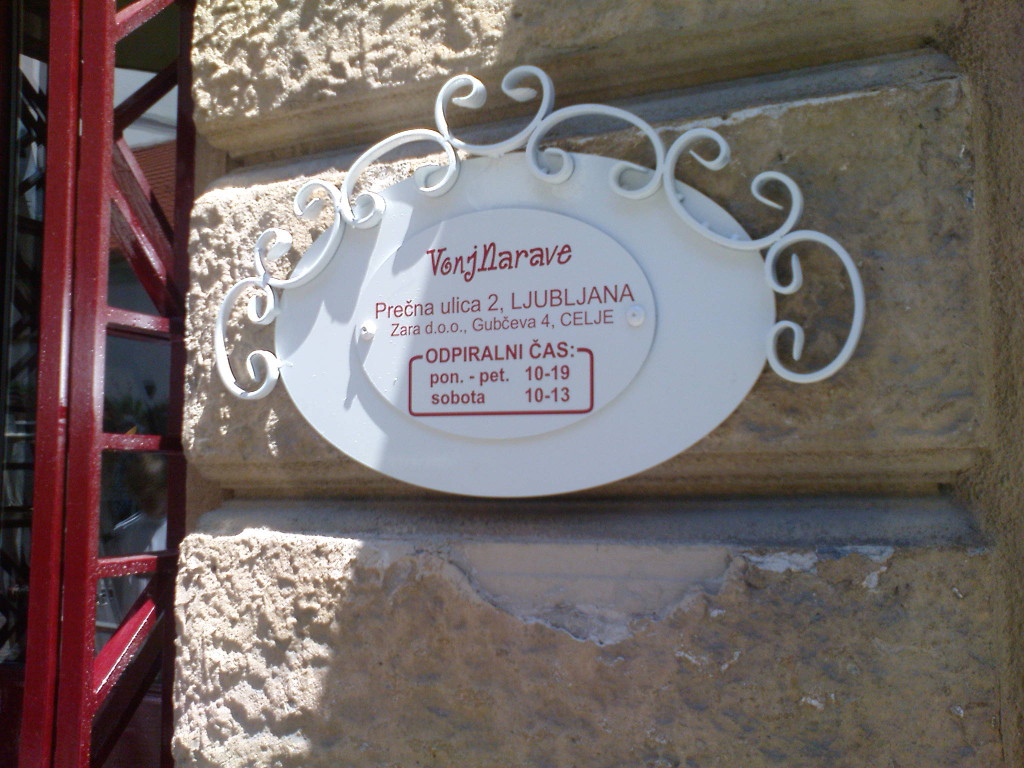 VonjNarave
Prečna ulica 2, LJUBLJANA
Zara d.o.o., Gubčeva 4, CELJE
ODPIRALNI ČAS:
pon. - pet. 10-19
sobota 10-13